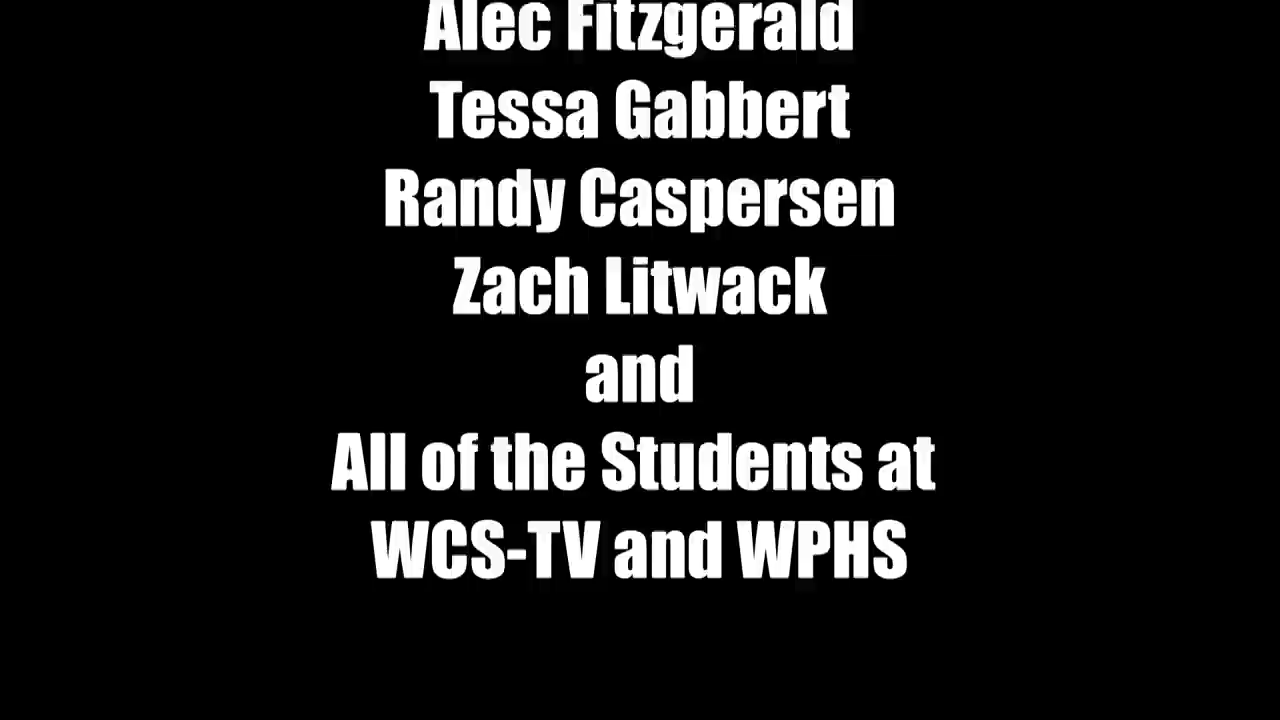 Alec Fitzgerald
Tessa Gabbert
Randy Caspersen
Zach Litwack
and
All of the Students at
WCS-TV and WPHS